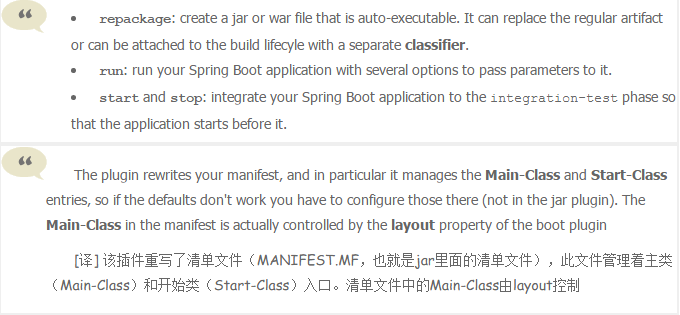 • repackage: create a jar or war file that is auto-executable. It can replace the regular artifact
or can be attached to the build lifecyle with a separate classifier.
• run: run your Spring Boot application with several options to pass parameters to it.
• start and stop: integrate your Spring Boot application to the integration-test phase so
that the application starts before it.
The plugin rewrites your manifest, and in particular it manages the Main-Class and Start-Class
entries, so if the defaults don't work you have to configure those there (not in the jar plugin). The
Main-Class in the manifest is actually controlled by the layout property of the boot plugin
[译] 该插件重写了清单文件（MANIFEST.MF，也就是jar里面的清单文件），此文件管理着主类
（Main-Class）和开始类（Start-Class）入口。清单文件中的Main-Class由layout控制